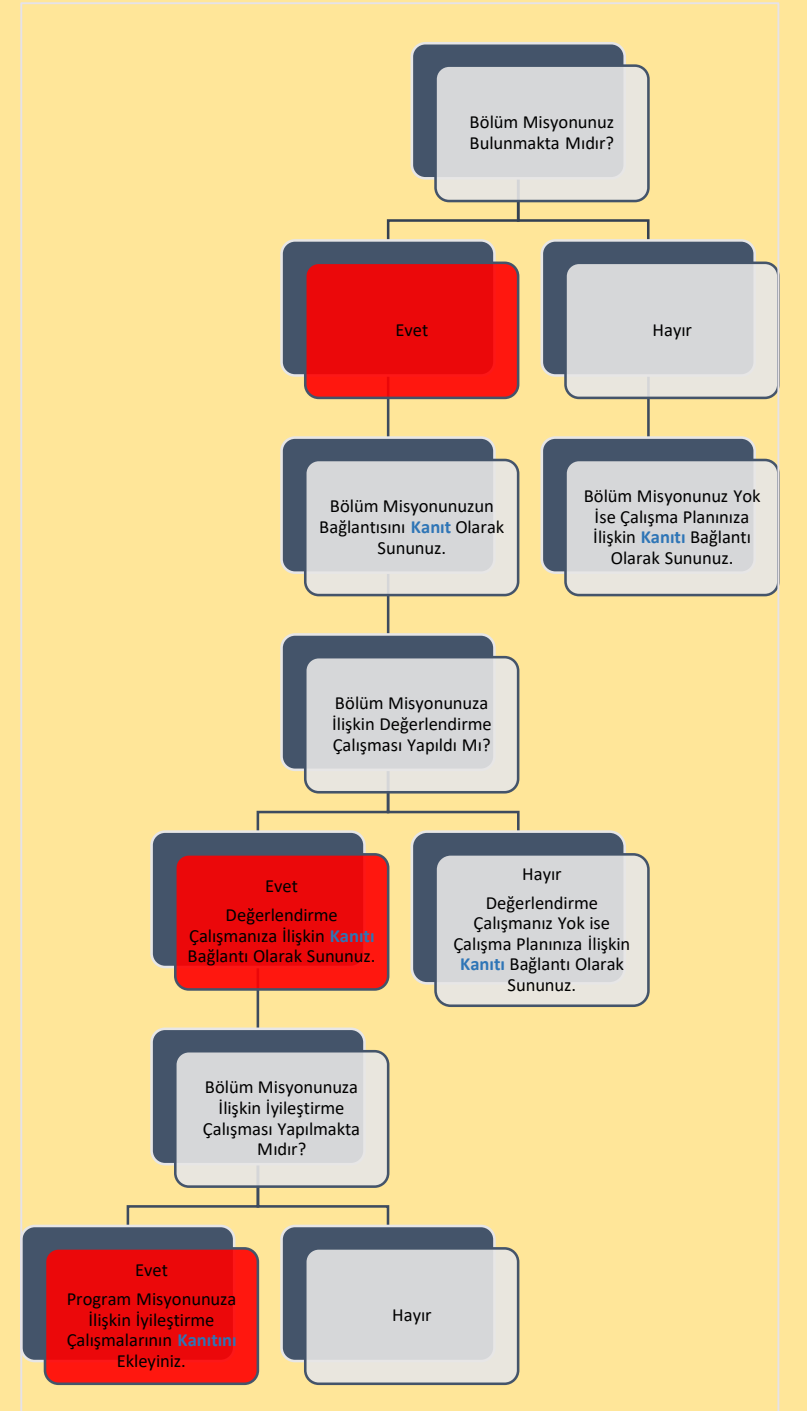 Bölüm Misyonunuz
Bulunmakta Mıdır?
Evet
Hayır
Bölüm Misyonunuzun
Bağlantısını Kanıt Olarak
Sununuz.
Bölüm Misyonunuz Yok
İse Çalışma Planınıza
İlişkin Kanıtı Bağlantı
Olarak Sununuz.
Bölüm Misyonunuza
İlişkin Değerlendirme
Çalışması Yapıldı Mı?
Evet
Değerlendirme
Çalışmanıza İlişkin Kanıtı
Bağlantı Olarak Sununuz.
Hayır
Değerlendirme
Çalışmanız Yok ise
Çalışma Planınıza İlişkin
Kanıtı Bağlantı Olarak
Sununuz.
Bölüm Misyonunuza
İlişkin İyileştirme
Çalışması Yapılmakta
Mıdır?
Evet
Program Misyonunuza
İlişkin İyileştirme
Çalışmalarının Kanıtını
Ekleyiniz.
Hayır